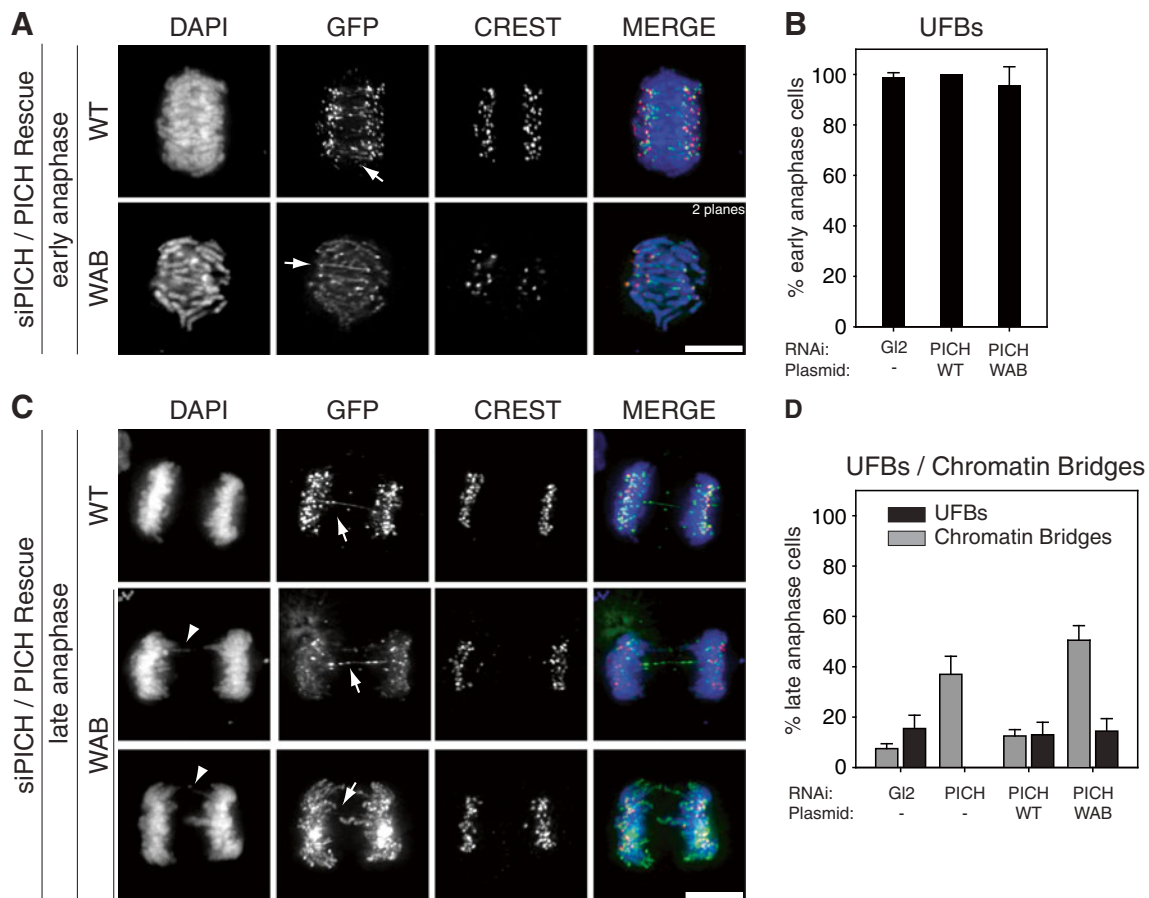 A
DAPI GFP CREST MERGE
siPICH / PICH Rescue
early anaphase
WT
WAB
2 planes
B
UFBs
% early anaphase cells
100
80
60
40
20
0
RNAi: Gl2 PICH PICH
Plasmid: - WT WAB
C
DAPI GFP CREST MERGE
siPICH / PICH Rescue
late anaphase
WT
WAB
D
UFBs / Chromatin Bridges
UFBs
Chromatin Bridges
% late anaphase cells
100
80
60
40
20
0
RNAi: Gl2 PICH PICH PICH
Plasmid: - - WT WAB